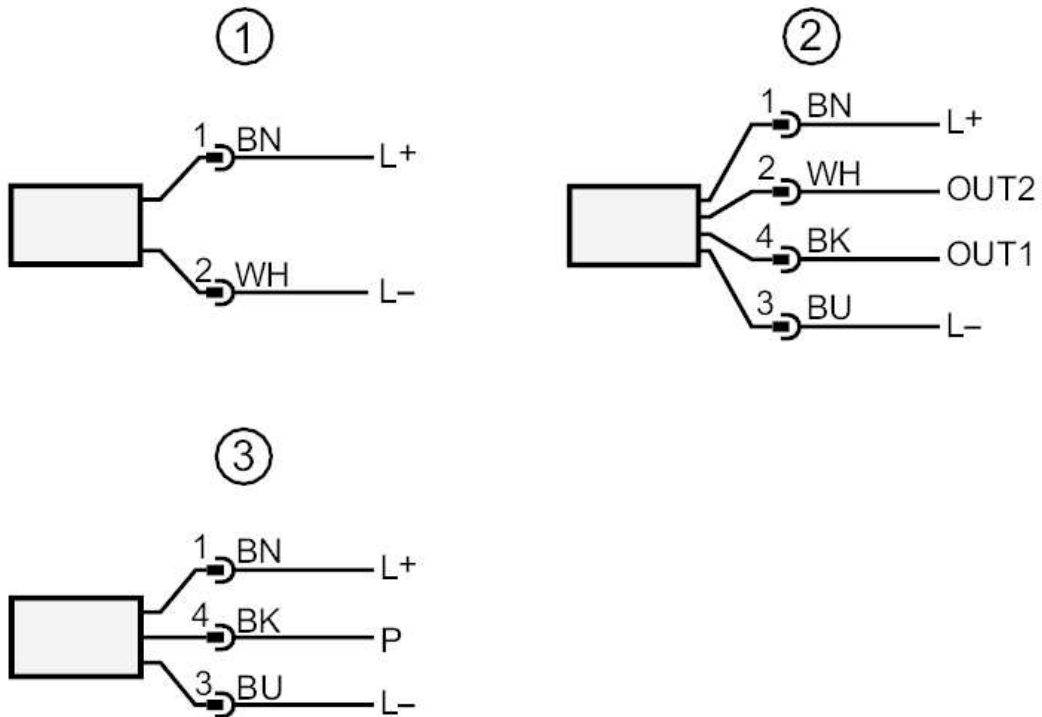 1
1 BN L+
2 WH L–
2
1 BN L+
2 WH OUT2
4 BK OUT1
3 BU L–
3
1 BN L+
4 BK P
3 BU L–